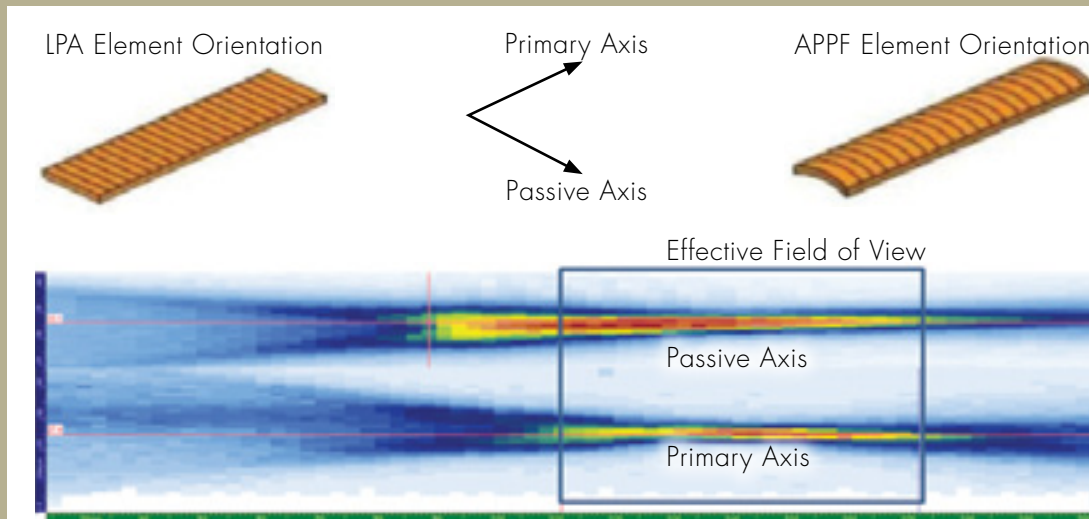 LPA Element Orientation
Primary Axis
APPF Element Orientation
Passive Axis
Effective Field of View
Passive Axis
Primary Axis